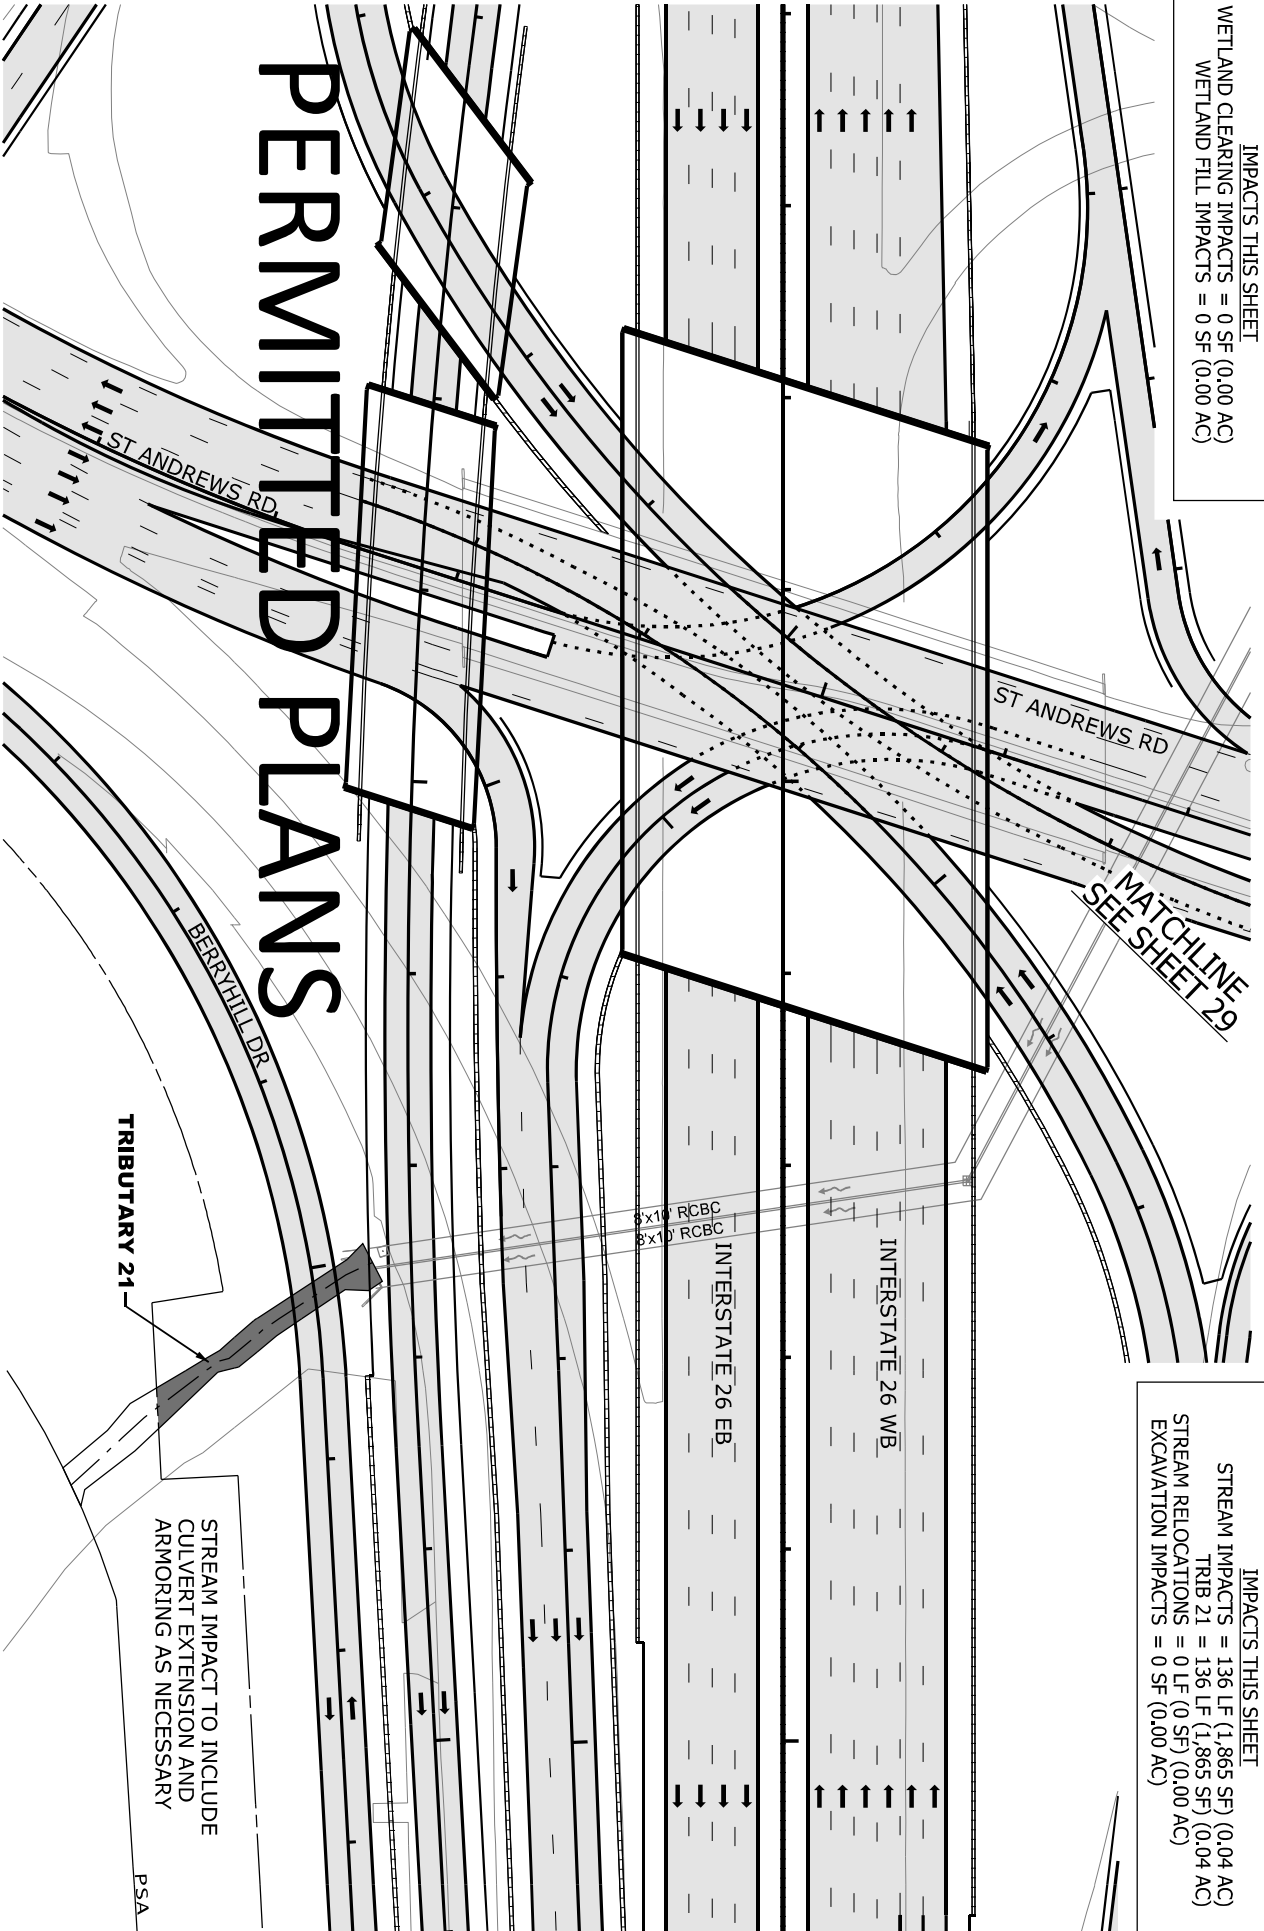 IMPACTS THIS SHEET
WETLAND CLEARING IMPACTS = 0 SF (0.00 AC)
WETLAND FILL IMPACTS = 0 SF (0.00 AC)
IMPACTS THIS SHEET
STREAM IMPACTS = 136 LF (1,865 SF) (0.04 AC)
TRIB 21 = 136 LF (1,865 SF) (0.04 AC)
STREAM RELOCATIONS = 0 LF (0 SF) (0.00 AC)
EXCAVATION IMPACTS = 0 SF (0.00 AC)
MATCHLINE
SEE SHEET 29
ST ANDREWS RD
INTERSTATE 26 WB
INTERSTATE 26 EB
8'x10' RCBC
8'x10' RCBC
ST ANDREWS RD
PERMITTED PLANS
BERRYHILL DR
TRIBUTARY 21
STREAM IMPACT TO INCLUDE
CULVERT EXTENSION AND
ARMORING AS NECESSARY
PSA